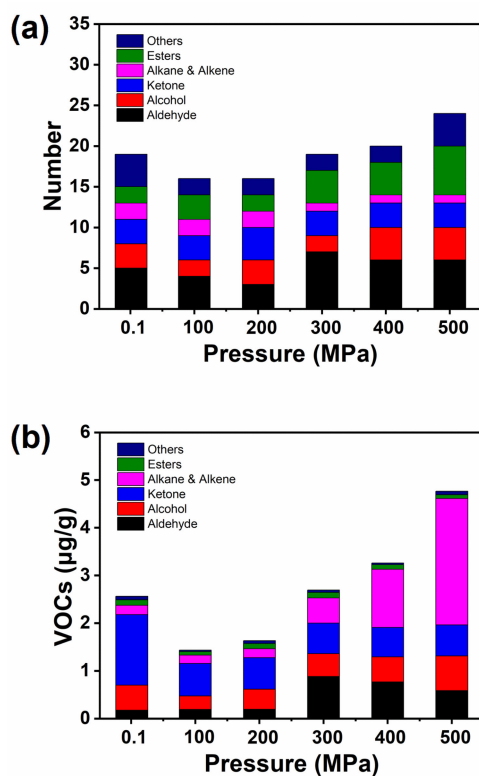 (a)
35
30
25
20
15
10
5
0
Number
Others
Esters
Alkane & Alkene
Ketone
Alcohol
Aldehyde
0.1 100 200 300 400 500
Pressure (MPa)
(b)
6
5
4
3
2
1
0
VOCs (μg/g)
Others
Esters
Alkane & Alkene
Ketone
Alcohol
Aldehyde
0.1 100 200 300 400 500
Pressure (MPa)